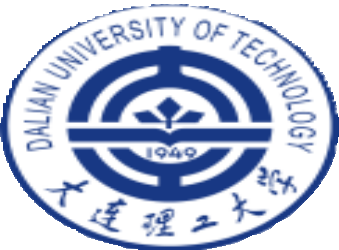 DALIAN UNIVERSITY OF TECHNOLOGY
1949
大连理工大学